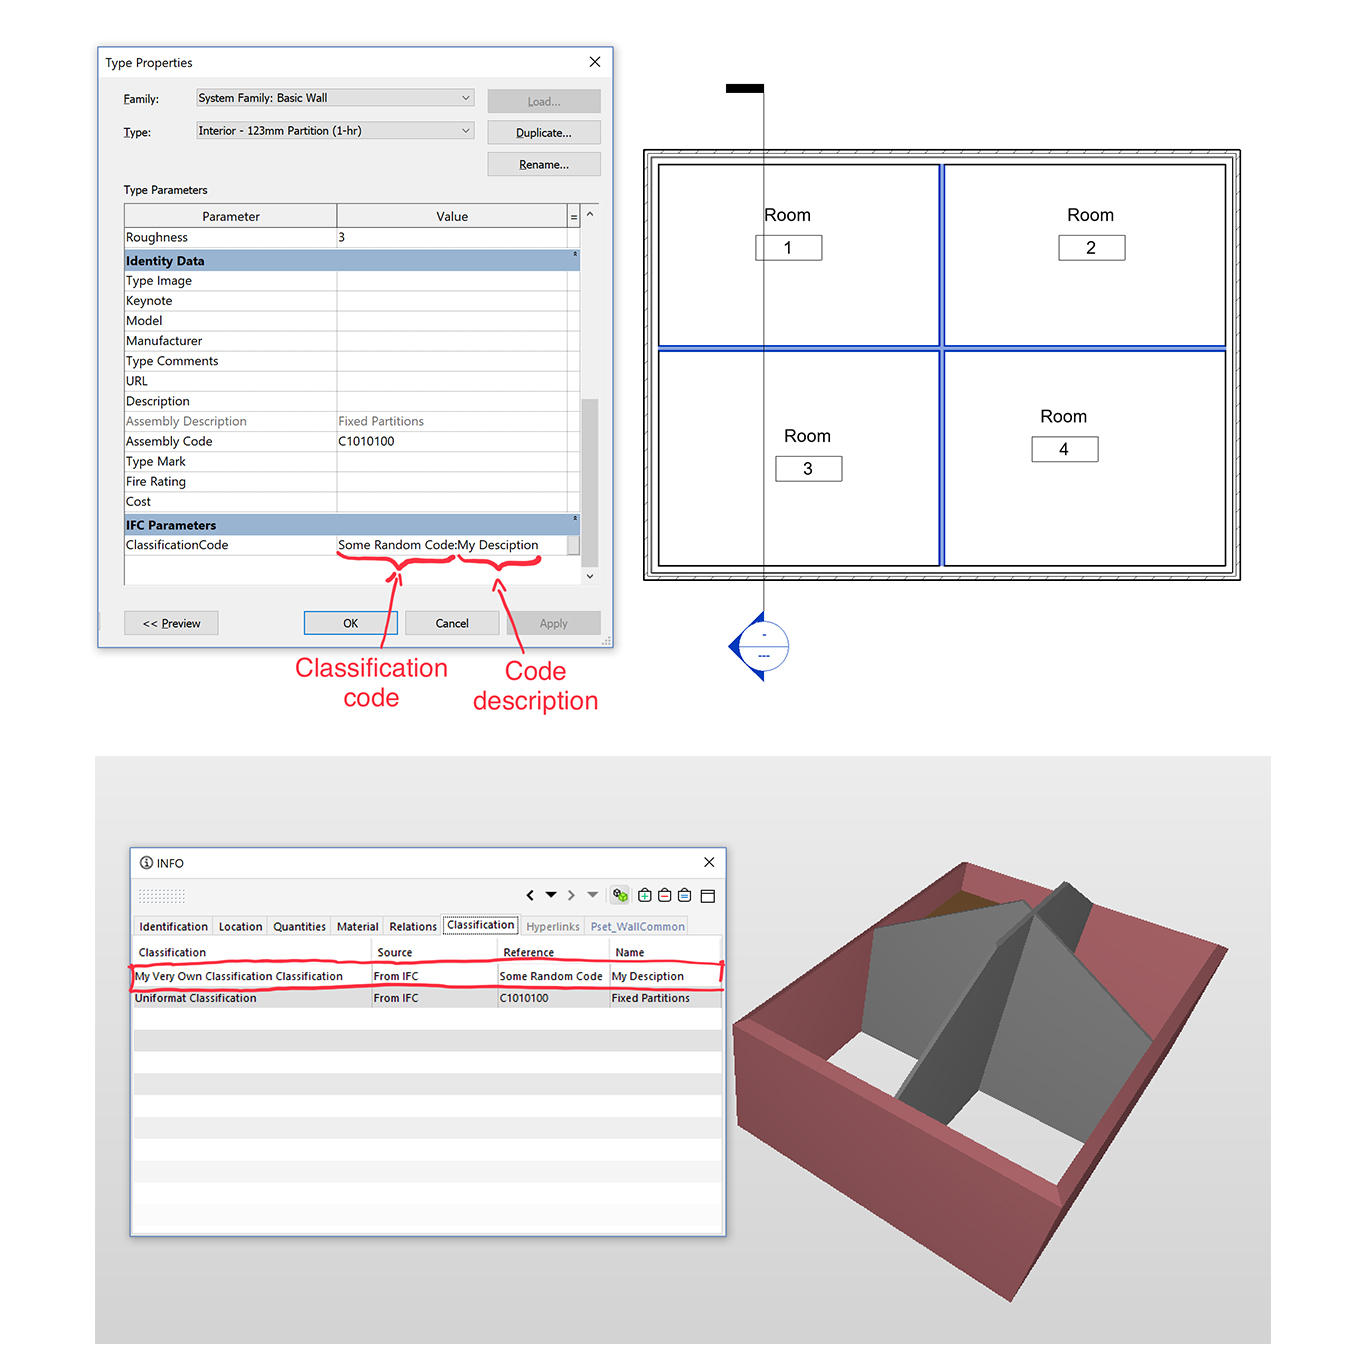 Type Properties
Family: System Family: Basic Wall Load...
Type: Interior - 123mm Partition (1-hr) Duplicate...
Rename...
Type Parameters
Parameter Value =
Roughness 3
Identity Data
Type Image
Keynote
Model
Manufacturer
Type Comments
URL
Description
Assembly Description Fixed Partitions
Assembly Code C1010100
Type Mark
Fire Rating
Cost
IFC Parameters
ClassificationCode Some Random Code:My Desciption
<< Preview OK Cancel Apply
Classification
code
Code
description
Room
1
Room
2
Room
3
Room
4
-
---
INFO
Identification Location Quantities Material Relations Classification Hyperlinks Pset_WallCommon
Classification Source Reference Name
My Very Own Classification Classification From IFC Some Random Code My Desciption
Uniformat Classification From IFC C1010100 Fixed Partitions